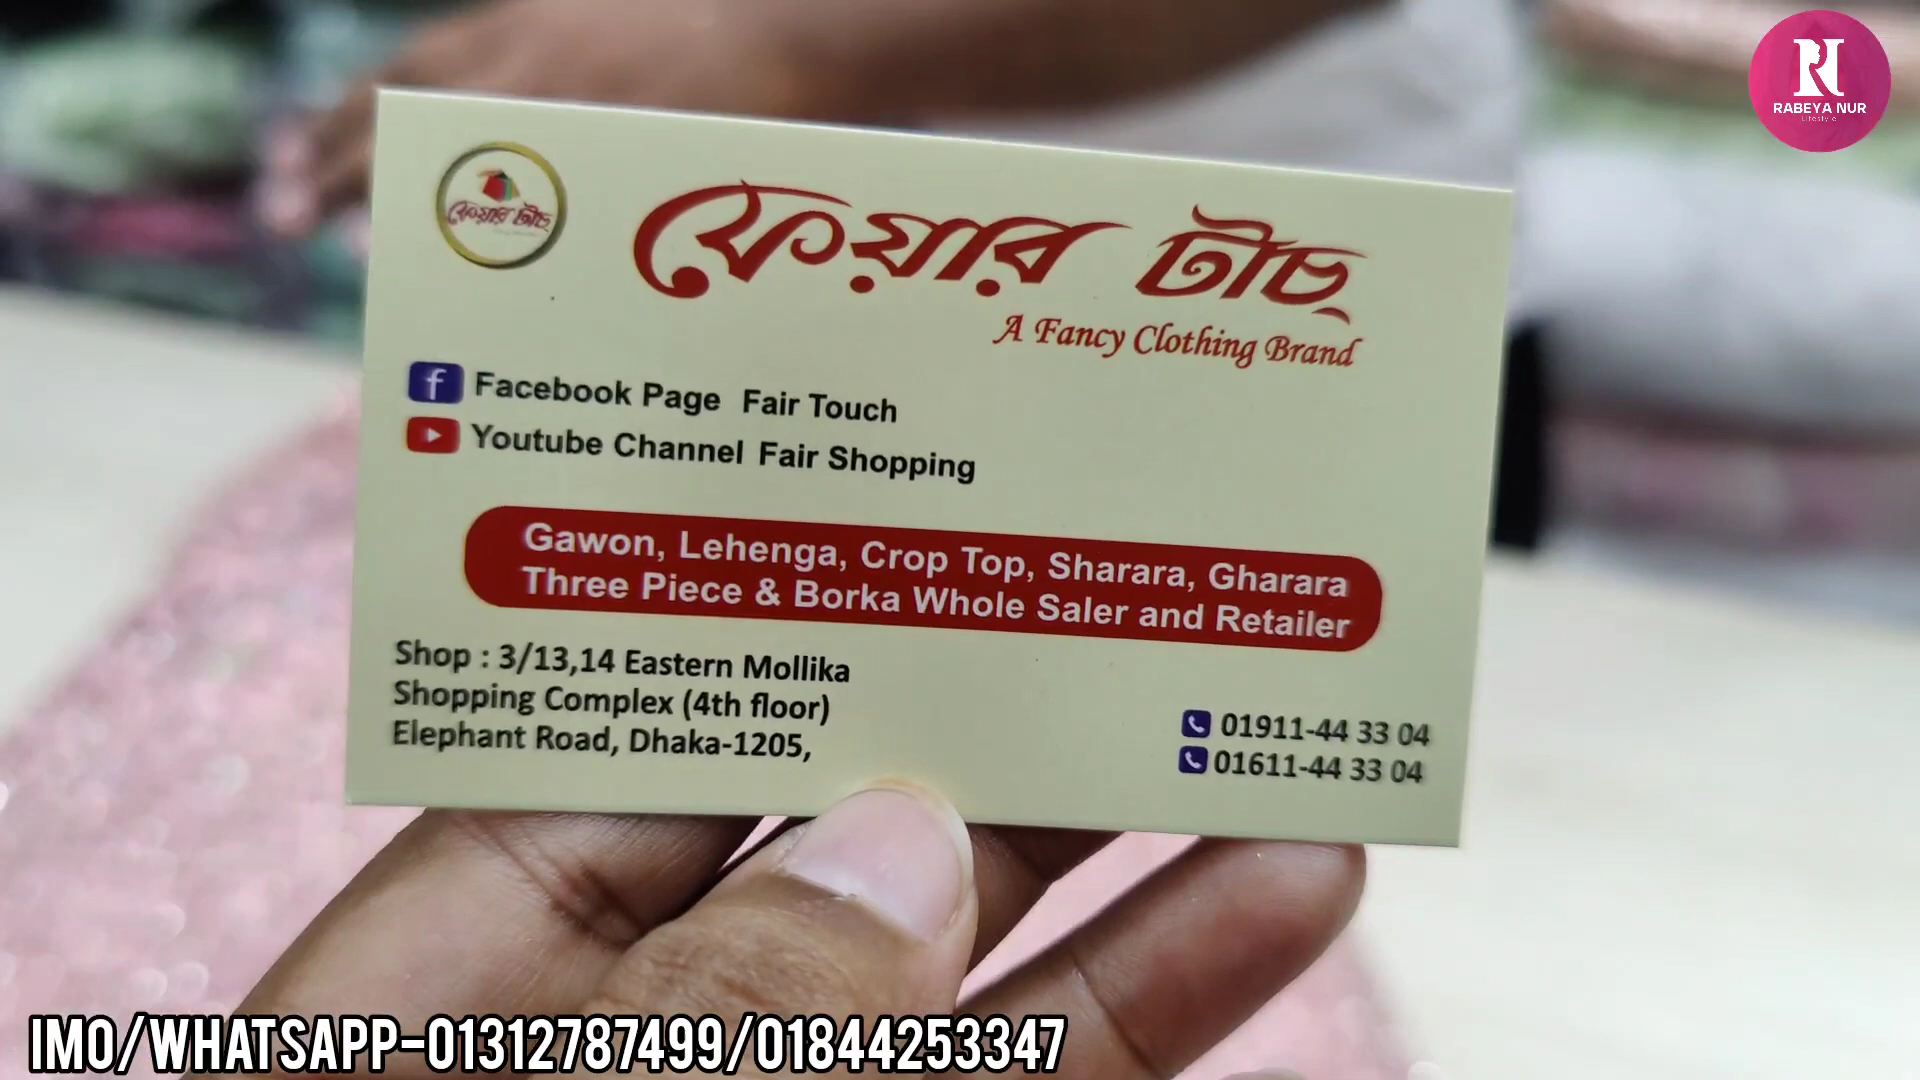 RABEYA NUR
Lifestyle
ফেয়ার টাচ্
ফেয়ার টাচ্
A Fancy Clothing Brand
Facebook Page Fair Touch
Youtube Channel Fair Shopping
Gawon, Lehenga, Crop Top, Sharara, Gharara
Three Piece & Borka Whole Saler and Retailer
Shop : 3/13,14 Eastern Mollika
Shopping Complex (4th floor)
Elephant Road, Dhaka-1205,
01911-44 33 04
01611-44 33 04
IMO/WHATSAPP-01312787499/01844253347